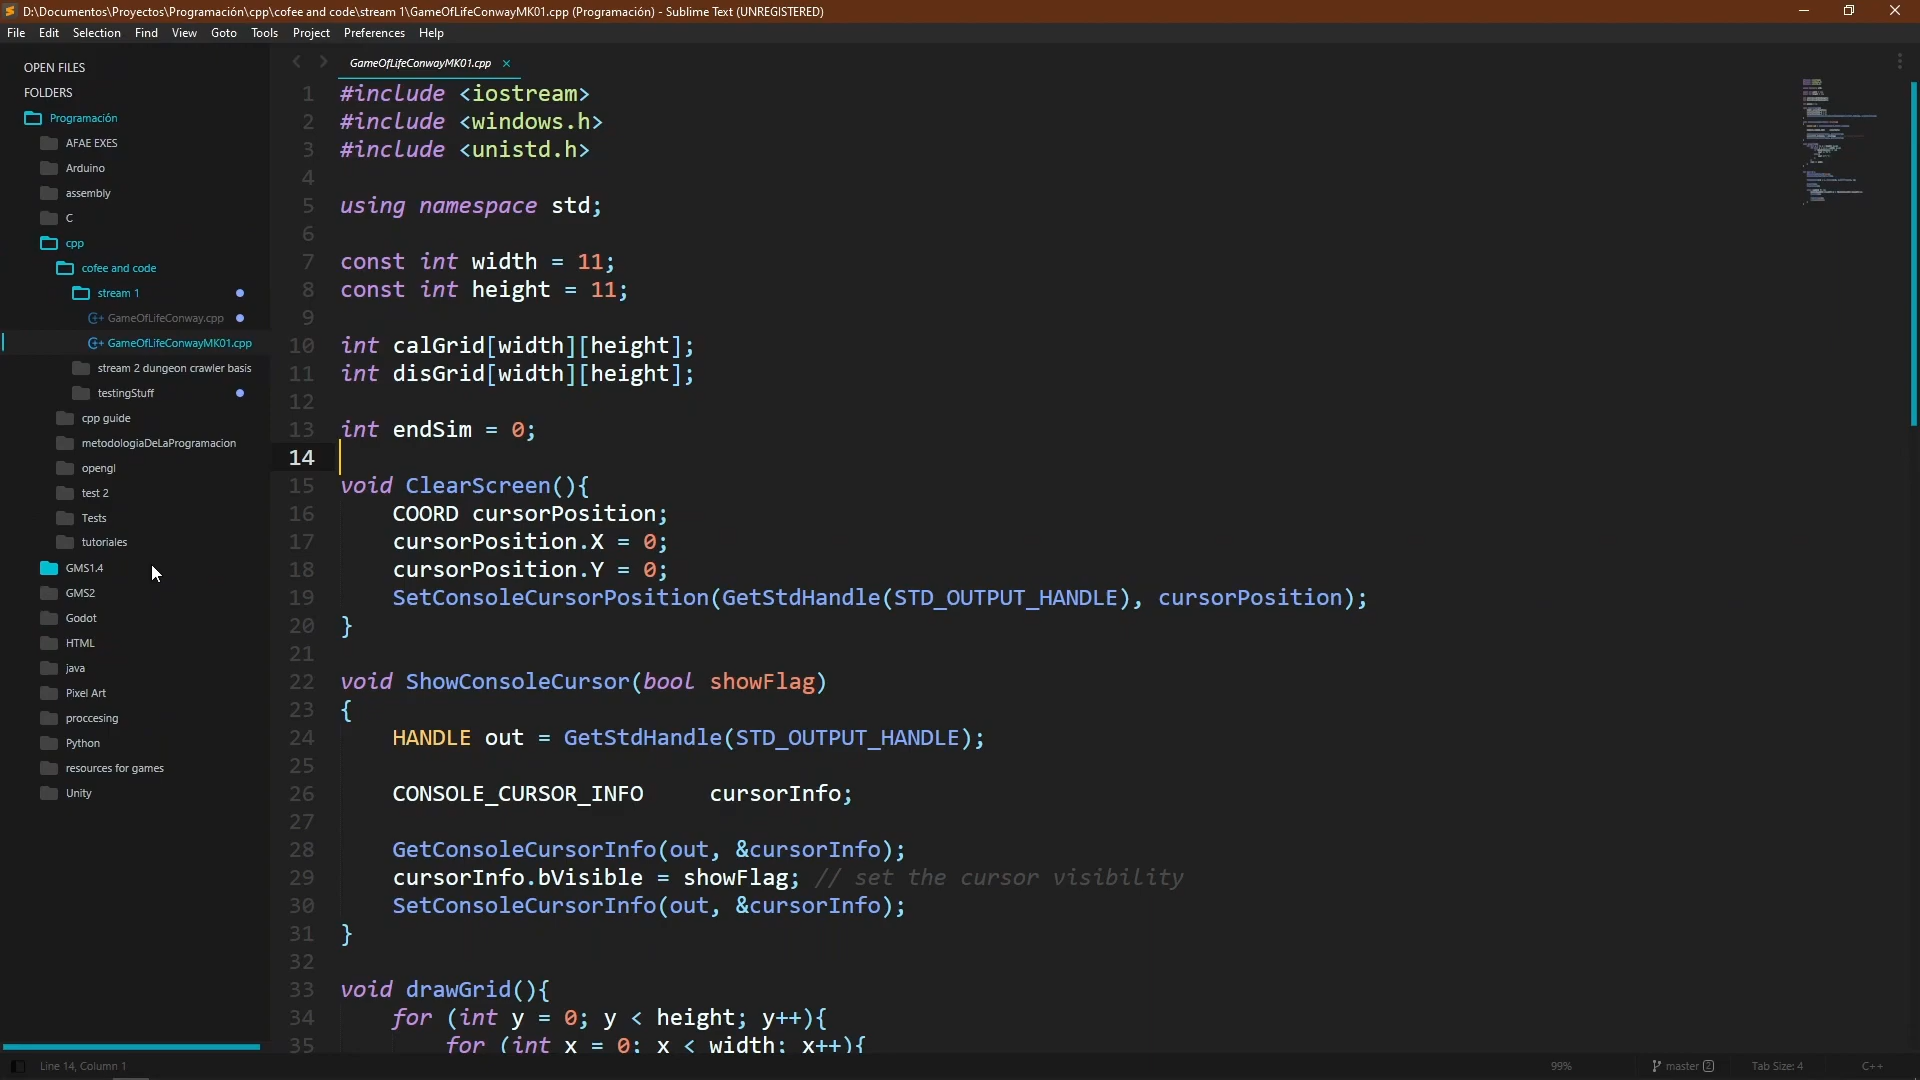 D:\Documentos\Proyectos\Programación\cpp\cofee and code\stream 1\GameOfLifeConwayMK01.cpp (Programación) - Sublime Text (UNREGISTERED)
File Edit Selection Find View Goto Tools Project Preferences Help
OPEN FILES
FOLDERS
Programación
AFAE EXES
Arduino
assembly
C
cpp
cofee and code
stream 1
GameOfLifeConway.cpp
GameOfLifeConwayMK01.cpp
stream 2 dungeon crawler basis
testingStuff
cpp guide
metodologiaDeLaProgramacion
opengl
test 2
Tests
tutoriales
GMS1.4
GMS2
Godot
HTML
java
Pixel Art
proccesing
Python
resources for games
Unity
GameOfLifeConwayMK01.cpp
1 #include <iostream>
2 #include <windows.h>
3 #include <unistd.h>
4
5 using namespace std;
6
7 const int width = 11;
8 const int height = 11;
9
10 int calGrid[width][height];
11 int disGrid[width][height];
12
13 int endSim = 0;
14
15 void ClearScreen(){
16     COORD cursorPosition;
17     cursorPosition.X = 0;
18     cursorPosition.Y = 0;
19     SetConsoleCursorPosition(GetStdHandle(STD_OUTPUT_HANDLE), cursorPosition);
20 }
21
22 void ShowConsoleCursor(bool showFlag)
23 {
24     HANDLE out = GetStdHandle(STD_OUTPUT_HANDLE);
25
26     CONSOLE_CURSOR_INFO     cursorInfo;
27
28     GetConsoleCursorInfo(out, &cursorInfo);
29     cursorInfo.bVisible = showFlag; // set the cursor visibility
30     SetConsoleCursorInfo(out, &cursorInfo);
31 }
32
33 void drawGrid(){
34     for (int y = 0; y < height; y++){
35         for (int x = 0; x < width; x++){
Line 14, Column 1
99% master 2 Tab Size: 4 C++